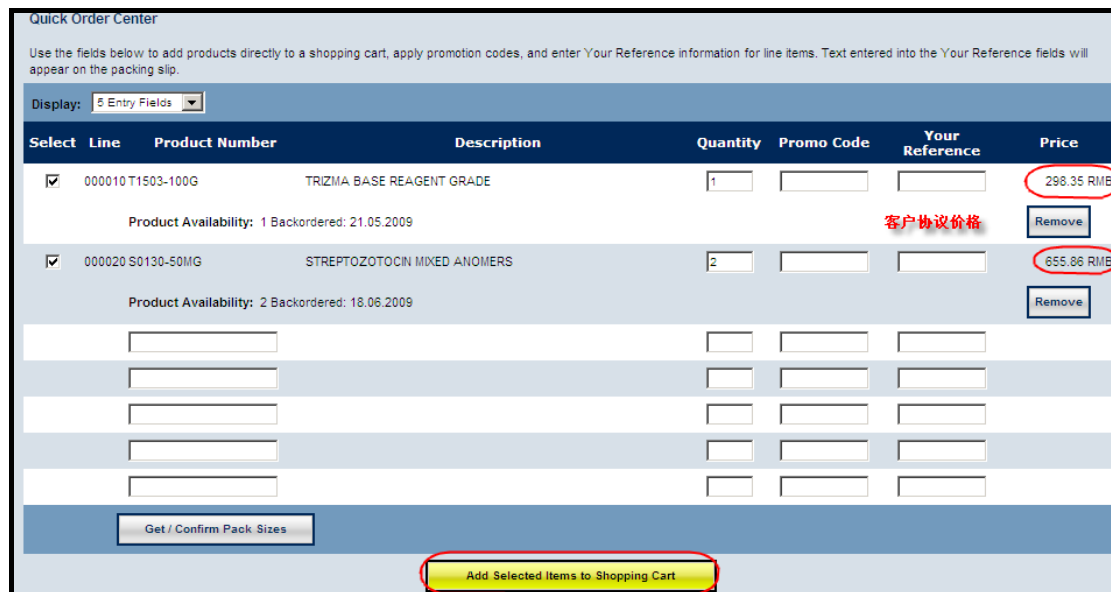 Quick Order Center
Use the fields below to add products directly to a shopping cart, apply promotion codes, and enter Your Reference information for line items. Text entered into the Your Reference fields will
appear on the packing slip.
Display: 5 Entry Fields
Select Line Product Number Description Quantity Promo Code Your Reference Price
000010 T1503-100G TRIZMA BASE REAGENT GRADE 1 298.35 RMB
Product Availability: 1 Backordered: 21.05.2009 客户协议价格 Remove
000020 S0130-50MG STREPTOZOTOCIN MIXED ANOMERS 2 655.86 RMB
Product Availability: 2 Backordered: 18.06.2009 Remove
Get / Confirm Pack Sizes
Add Selected Items to Shopping Cart